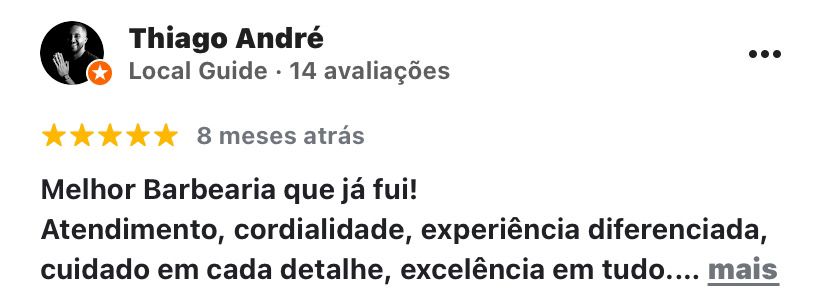 Thiago André
Local Guide · 14 avaliações
8 meses atrás
Melhor Barbearia que já fui!
Atendimento, cordialidade, experiência diferenciada,
cuidado em cada detalhe, excelência em tudo.... mais